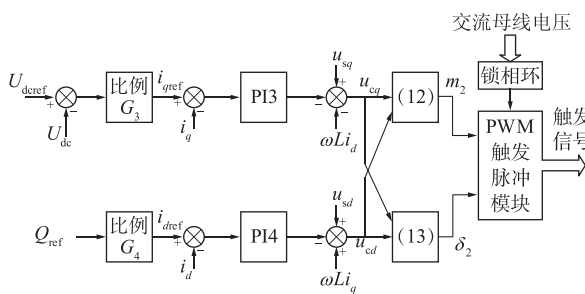 交流母线电压
锁相环
U_dcref
+
−
U_dc
比例
G_3
i_qref
+
−
i_q
PI3
u_sq
+
−
−
ωLi_d
u_cq
(12)
m_2
PWM
触发
脉冲
模块
触发
信号
Q_ref
比例
G_4
i_dref
+
−
i_d
PI4
u_sd
+
−
+
ωLi_q
u_cd
(13)
δ_2